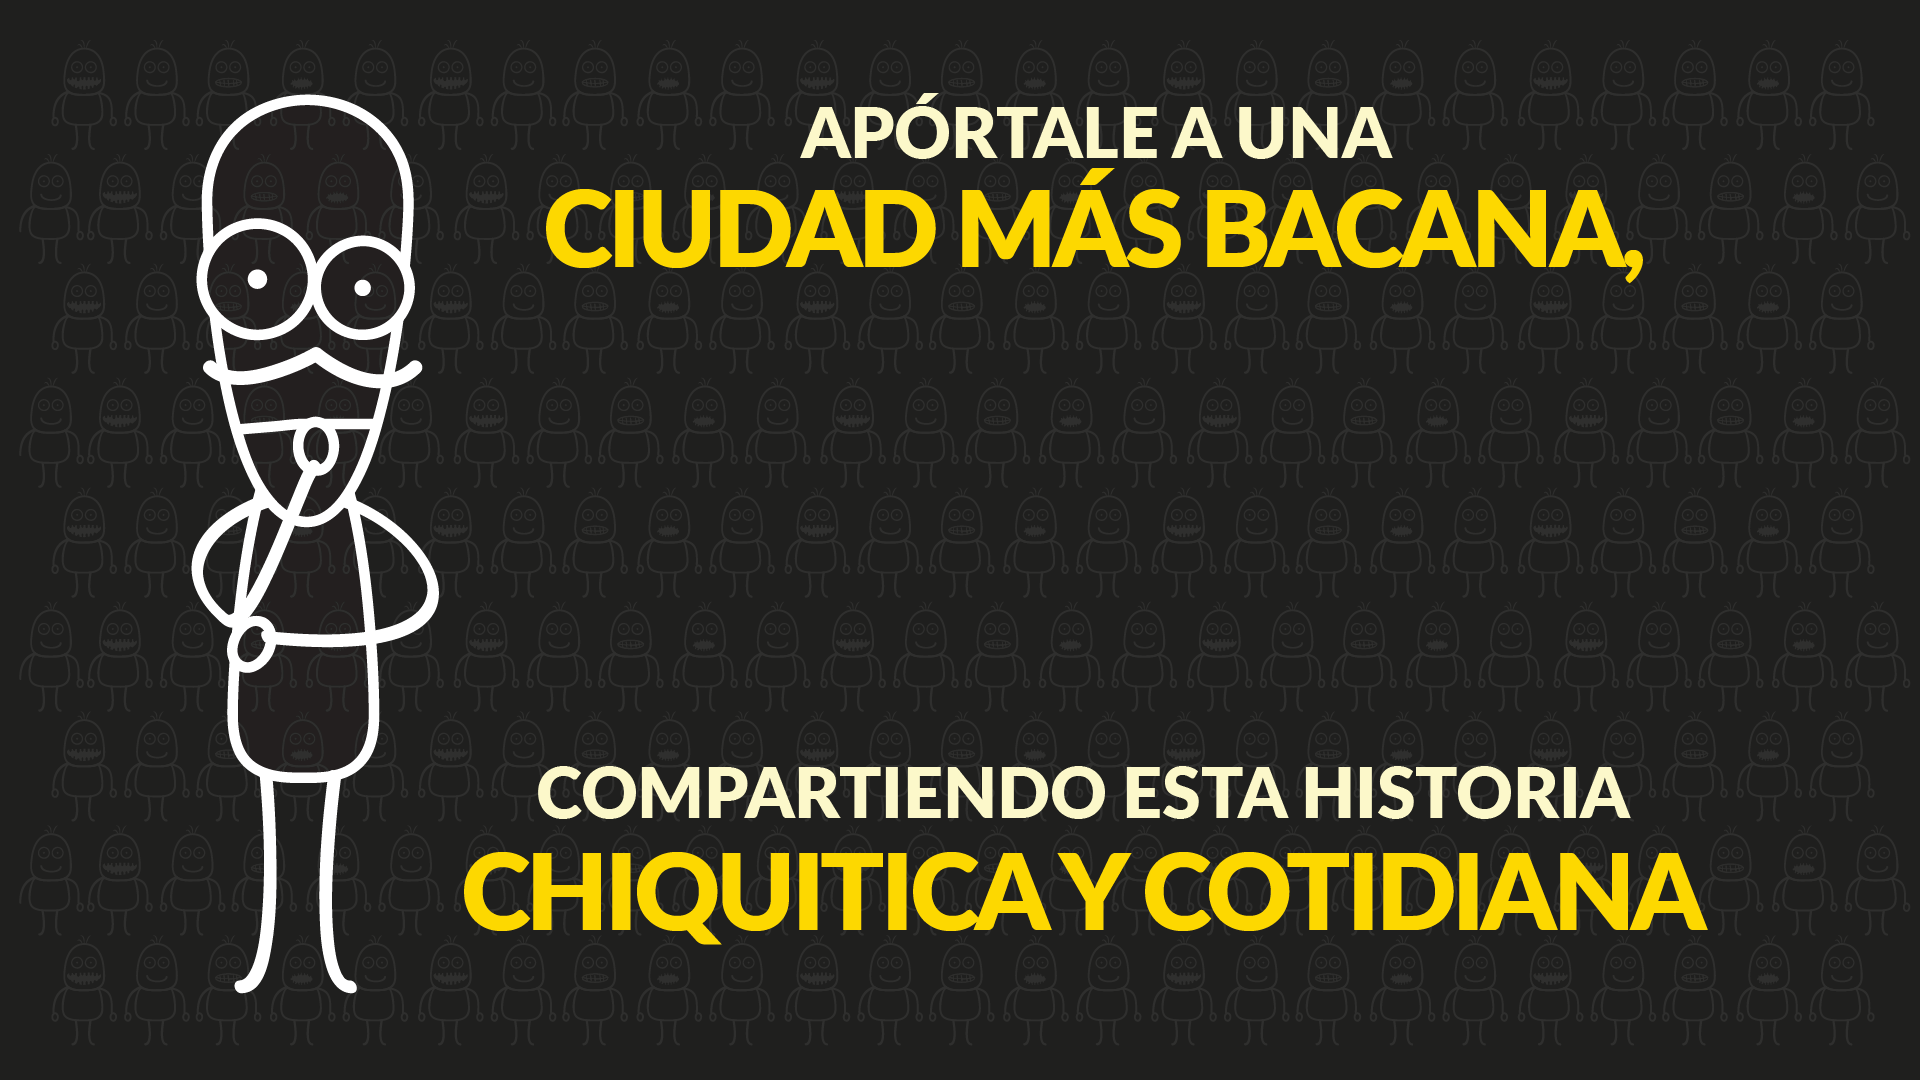 APÓRTALE A UNA
CIUDAD MÁS BACANA,
COMPARTIENDO ESTA HISTORIA
CHIQUITICA Y COTIDIANA